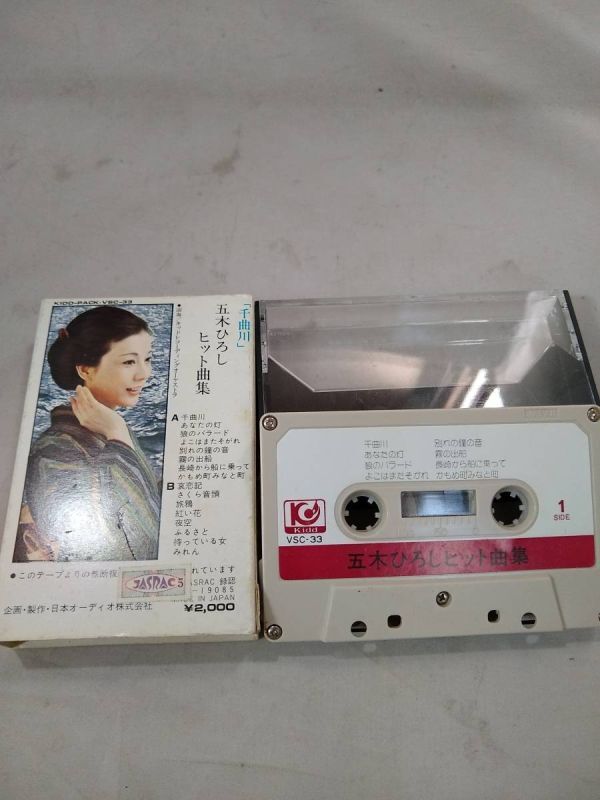 KIDD-PACK・VSC-33
「千曲川」
五木ひろし
ヒット曲集
A千曲川
あなたの灯
狼のバラード
よこはまたそがれ
別れの鐘の音
霧の出船
長崎から船に乗って
かもめ町みなと町
B哀恋記
さくら音頭
旅鴉
紅い花
夜空
ふるさと
待っている女
みれん
●このテープよりの無断複
れています
JASRAC 5
ASRAC 録認
-19085
E IN JAPAN
企画・製作・日本オーディオ株式会社
¥2,000
千曲川
あなたの灯
狼のバラード
よこはまたそがれ
別れの鐘の音
霧の出船
長崎から船に乗って
かもめ町みなと町
Kidd
VSC-33
1
SIDE
五木ひろしヒット曲集